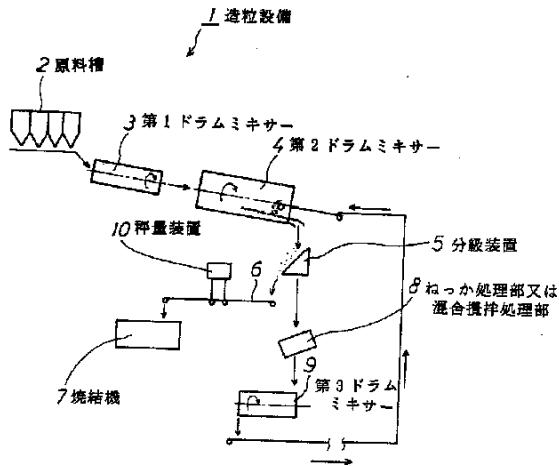 1 造粒設備
2 原料槽
3 第1ドラムミキサー
4 第2ドラムミキサー
10 秤量装置
6
5 分級装置
8 ねっか処理部又は
混合攪拌処理部
7 焼結機
9
第3ドラム
ミキサー